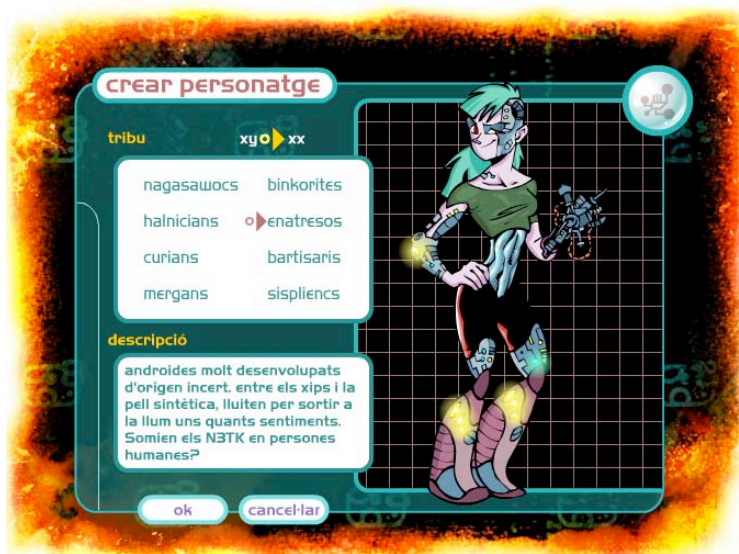 crear personatge
tribu
xy xx
nagasawocs binkorites
halnicians enatresos
curians bartisaris
mergans sispliencs
descripció
androides molt desenvolupats
d'origen incert. entre els xips i la
pell sintètica, lluiten per sortir a
la llum uns quants sentiments.
Somien els N3TK en persones
humanes?
ok cancel·lar